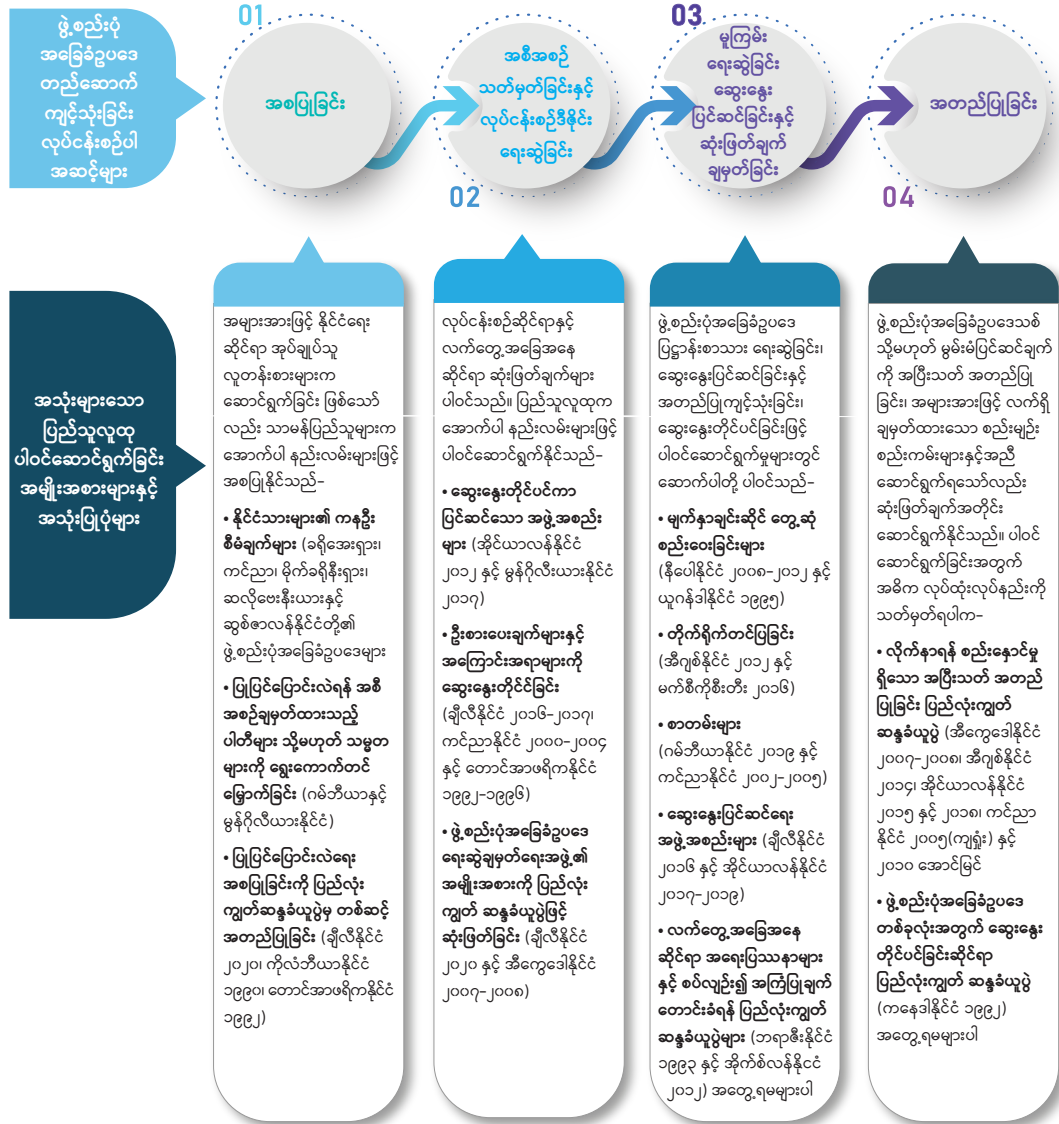 ဖွဲ့စည်းပုံ
အခြေခံဥပဒေ
တည်ဆောက်
ကျင့်သုံးခြင်း
လုပ်ငန်းစဉ်ပါ
အဆင့်များ
01
အစပြုခြင်း
အစီအစဉ်
သတ်မှတ်ခြင်းနှင့်
လုပ်ငန်းစဉ်ဒီဇိုင်း
ရေးဆွဲခြင်း
02
03
မူကြမ်း
ရေးဆွဲခြင်း
ဆွေးနွေး
ပြင်ဆင်ခြင်းနှင့်
ဆုံးဖြတ်ချက်
ချမှတ်ခြင်း
အတည်ပြုခြင်း
04
အသုံးများသော
ပြည်သူလူထု
ပါဝင်ဆောင်ရွက်ခြင်း
အမျိုးအစားများနှင့်
အသုံးပြုပုံများ
အများအားဖြင့် နိုင်ငံရေး
ဆိုင်ရာ အုပ်ချုပ်သူ
လူတန်းစားများက
ဆောင်ရွက်ခြင်း ဖြစ်သော်
လည်း သာမန်ပြည်သူများက
အောက်ပါ နည်းလမ်းများဖြင့်
အစပြုနိုင်သည်–
• နိုင်ငံသားများ၏ ကနဦး
စီမံချက်များ (ခရိုအေးရှား၊
ကင်ညာ၊ မိုက်ခရိုနီးရှား၊
ဆလိုဗေးနီးယားနှင့်
ဆွစ်ဇာလန်နိုင်ငံတို့၏
ဖွဲ့စည်းပုံအခြေခံဥပဒေများ
• ပြုပြင်ပြောင်းလဲရန် အစီ
အစဉ်ချမှတ်ထားသည့်
ပါတီများ သို့မဟုတ် သမ္မတ
များကို ရွေးကောက်တင်
မြှောက်ခြင်း (ဂမ်ဘီယာနှင့်
မွန်ဂိုလီယားနိုင်ငံ)
• ပြုပြင်ပြောင်းလဲရေး
အစပြုခြင်းကို ပြည်လုံး
ကျွတ်ဆန္ဒခံယူပွဲမှ တစ်ဆင့်
အတည်ပြုခြင်း (ချီလီနိုင်ငံ
၂၀၂၀၊ ကိုလံဘီယာနိုင်ငံ
၁၉၉၀၊ တောင်အာဖရိကနိုင်ငံ
၁၉၉၂)
လုပ်ငန်းစဉ်ဆိုင်ရာနှင့်
လက်တွေ့အခြေအနေ
ဆိုင်ရာ ဆုံးဖြတ်ချက်များ
ပါဝင်သည်။ ပြည်သူလူထုက
အောက်ပါ နည်းလမ်းများဖြင့်
ပါဝင်ဆောင်ရွက်နိုင်သည်–
• ဆွေးနွေးတိုင်ပင်ကာ
ပြင်ဆင်သော အဖွဲ့အစည်း
များ (အိုင်ယာလန်နိုင်ငံ
၂၀၁၂ နှင့် မွန်ဂိုလီးယားနိုင်ငံ
၂၀၁၇)
• ဦးစားပေးချက်များနှင့်
အကြောင်းအရာများကို
ဆွေးနွေးတိုင်င်ခြင်း
(ချီလီနိုင်ငံ ၂၀၁၆–၂၀၁၇၊
ကင်ညာနိုင်ငံ ၂၀၀၀–၂၀၀၄
နှင့် တောင်အာဖရိကနိုင်ငံ
၁၉၉၂–၁၉၉၆)
• ဖွဲ့စည်းပုံအခြေခံဥပဒေ
ရေးဆွဲချမှတ်ရေးအဖွဲ့၏
အမျိုးအစားကို ပြည်လုံး
ကျွတ် ဆန္ဒခံယူပွဲဖြင့်
ဆုံးဖြတ်ခြင်း (ချီလီနိုင်ငံ
၂၀၂၀ နှင့် အီကွေဒေါနိုင်ငံ
၂၀၀၇–၂၀၀၈)
ဖွဲ့စည်းပုံအခြေခံဥပဒေ
ပြဋ္ဌာန်းစာသား ရေးဆွဲခြင်း၊
ဆွေးနွေးပြင်ဆင်ခြင်းနှင့်
အတည်ပြုကျင့်သုံးခြင်း၊
ဆွေးနွေးတိုင်ပင်ခြင်းဖြင့်
ပါဝင်ဆောင်ရွက်မှုများတွင်
ဆောက်ပါတို့ ပါဝင်သည်–
• မျက်နှာချင်းဆိုင် တွေ့ဆုံ
စည်းဝေးခြင်းများ
(နီပေါနိုင်ငံ ၂၀၀၈–၂၀၁၂ နှင့်
ယူဂန်ဒါနိုင်ငံ ၁၉၉၅)
• တိုက်ရိုက်တင်ပြခြင်း
(အီဂျစ်နိုင်ငံ ၂၀၁၂ နှင့်
မက်စီကိုစီးတီး ၂၀၁၆)
• စာတမ်းများ
(ဂမ်ဘီယာနိုင်ငံ ၂၀၁၉ နှင့်
ကင်ညာနိုင်ငံ ၂၀၀၂–၂၀၀၅)
• ဆွေးနွေးပြင်ဆင်ရေး
အဖွဲ့အစည်းများ (ချီလီနိုင်ငံ
၂၀၁၆ နှင့် အိုင်ယာလန်နိုင်ငံ
၂၀၁၇–၂၀၁၉)
• လက်တွေ့အခြေအနေ
ဆိုင်ရာ အရေးပြဿနာများ
နှင့် စပ်လျဉ်း၍ အကြံပြုချက်
တောင်းခံရန် ပြည်လုံးကျွတ်
ဆန္ဒခံယူပွဲများ (ဘရာဇီးနိုင်ငံ
၁၉၉၃ နှင့် အိုက်စ်လန်နိုငငံ
၂၀၁၂) အတွေ့ရမများပါ
ဖွဲ့စည်းပုံအခြေခံဥပဒေသစ်
သို့မဟုတ် မွမ်းမံပြင်ဆင်ချက်
ကို အပြီးသတ် အတည်ပြု
ခြင်း၊ အများအားဖြင့် လက်ရှိ
ချမှတ်ထားသော စည်းမျဉ်း
စည်းကမ်းများနှင့်အညီ
ဆောင်ရွက်ရသော်လည်း
ဆုံးဖြတ်ချက်အတိုင်း
ဆောင်ရွက်နိုင်သည်။ ပါဝင်
ဆောင်ရွက်ခြင်းအတွက်
အဓိက လုပ်ထုံးလုပ်နည်းကို
သတ်မှတ်ရပါက–
• လိုက်နာရန် စည်းနှောင်မှု
ရှိသော အပြီးသတ် အတည်
ပြုခြင်း ပြည်လုံးကျွတ်
ဆန္ဒခံယူပွဲ (အီကွေဒေါနိုင်ငံ
၂၀၀၇–၂၀၀၈၊ အီဂျစ်နိုင်ငံ
၂၀၁၄၊ အိုင်ယာလန်နိုင်ငံ
၂၀၁၅ နှင့် ၂၀၁၈၊ ကင်ညာ
နိုင်ငံ ၂၀၀၅(ကျရှုံး) နှင့်
၂၀၁၀ အောင်မြင်
• ဖွဲ့စည်းပုံအခြေခံဥပဒေ
တစ်ခုလုံးအတွက် ဆွေးနွေး
တိုင်ပင်ခြင်းဆိုင်ရာ
ပြည်လုံးကျွတ် ဆန္ဒခံယူပွဲ
(ကနေဒါနိုင်ငံ ၁၉၉၂)
အတွေ့ရမများပါ